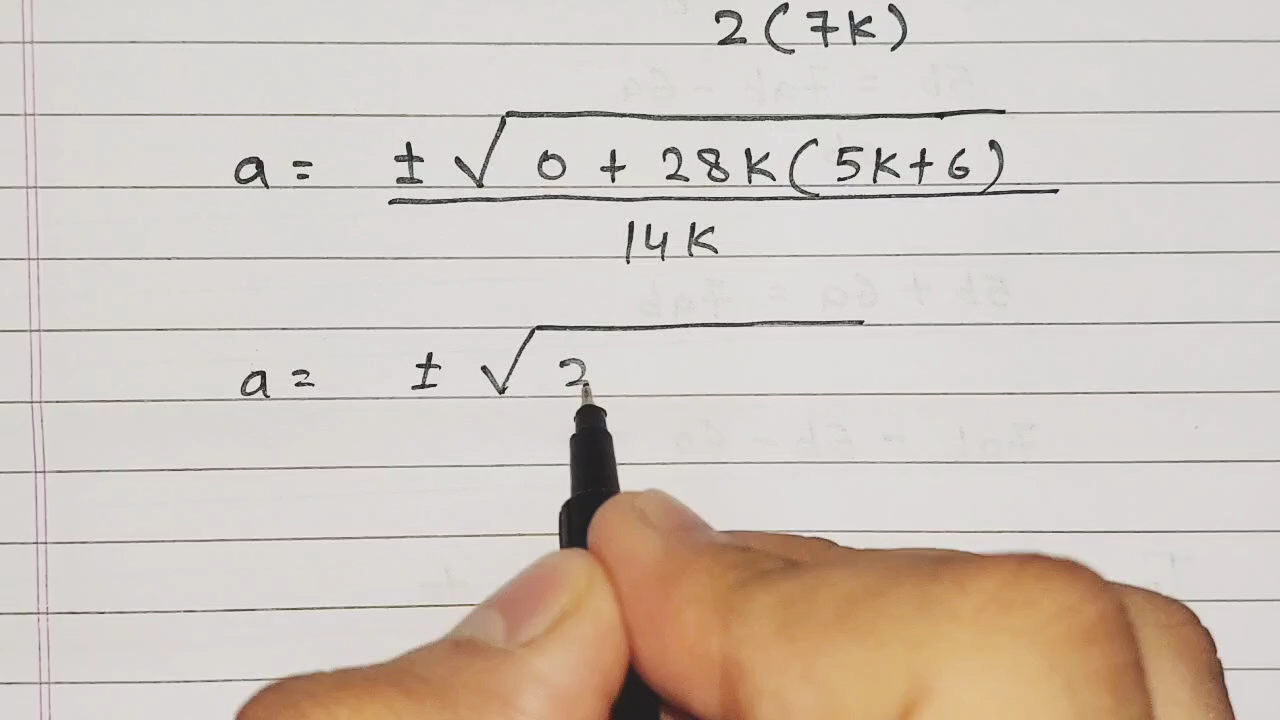 2(7K)
a = ± √ 0 + 28K(5K+6)
14K
a = ± √ 2